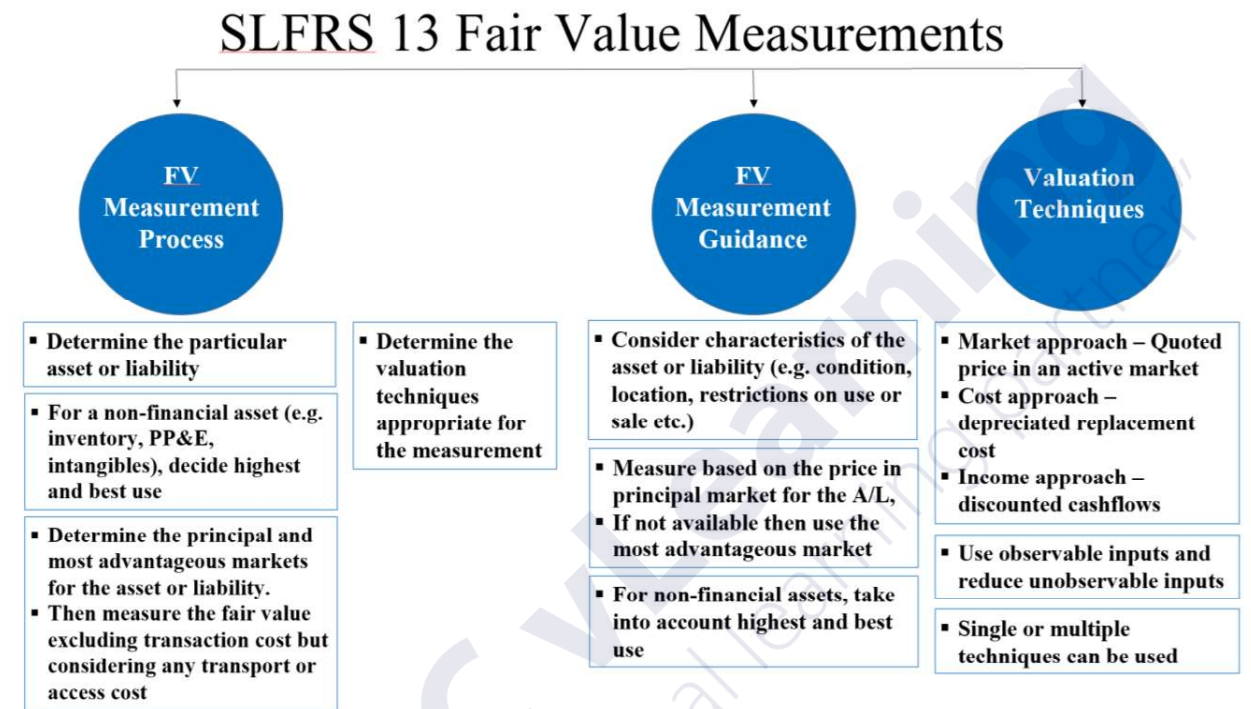 SLFRS 13 Fair Value Measurements
FV
Measurement
Process
FV
Measurement
Guidance
Valuation
Techniques
▪ Determine the particular
asset or liability
▪ For a non-financial asset (e.g.
inventory, PP&E,
intangibles), decide highest
and best use
▪ Determine the principal and
most advantageous markets
for the asset or liability.
▪ Then measure the fair value
excluding transaction cost but
considering any transport or
access cost
▪ Determine the
valuation
techniques
appropriate for
the measurement
▪ Consider characteristics of the
asset or liability (e.g. condition,
location, restrictions on use or
sale etc.)
▪ Measure based on the price in
principal market for the A/L,
▪ If not available then use the
most advantageous market
▪ For non-financial assets, take
into account highest and best
use
▪ Market approach – Quoted
price in an active market
▪ Cost approach –
depreciated replacement
cost
▪ Income approach –
discounted cashflows
▪ Use observable inputs and
reduce unobservable inputs
▪ Single or multiple
techniques can be used
Learning
learning partner